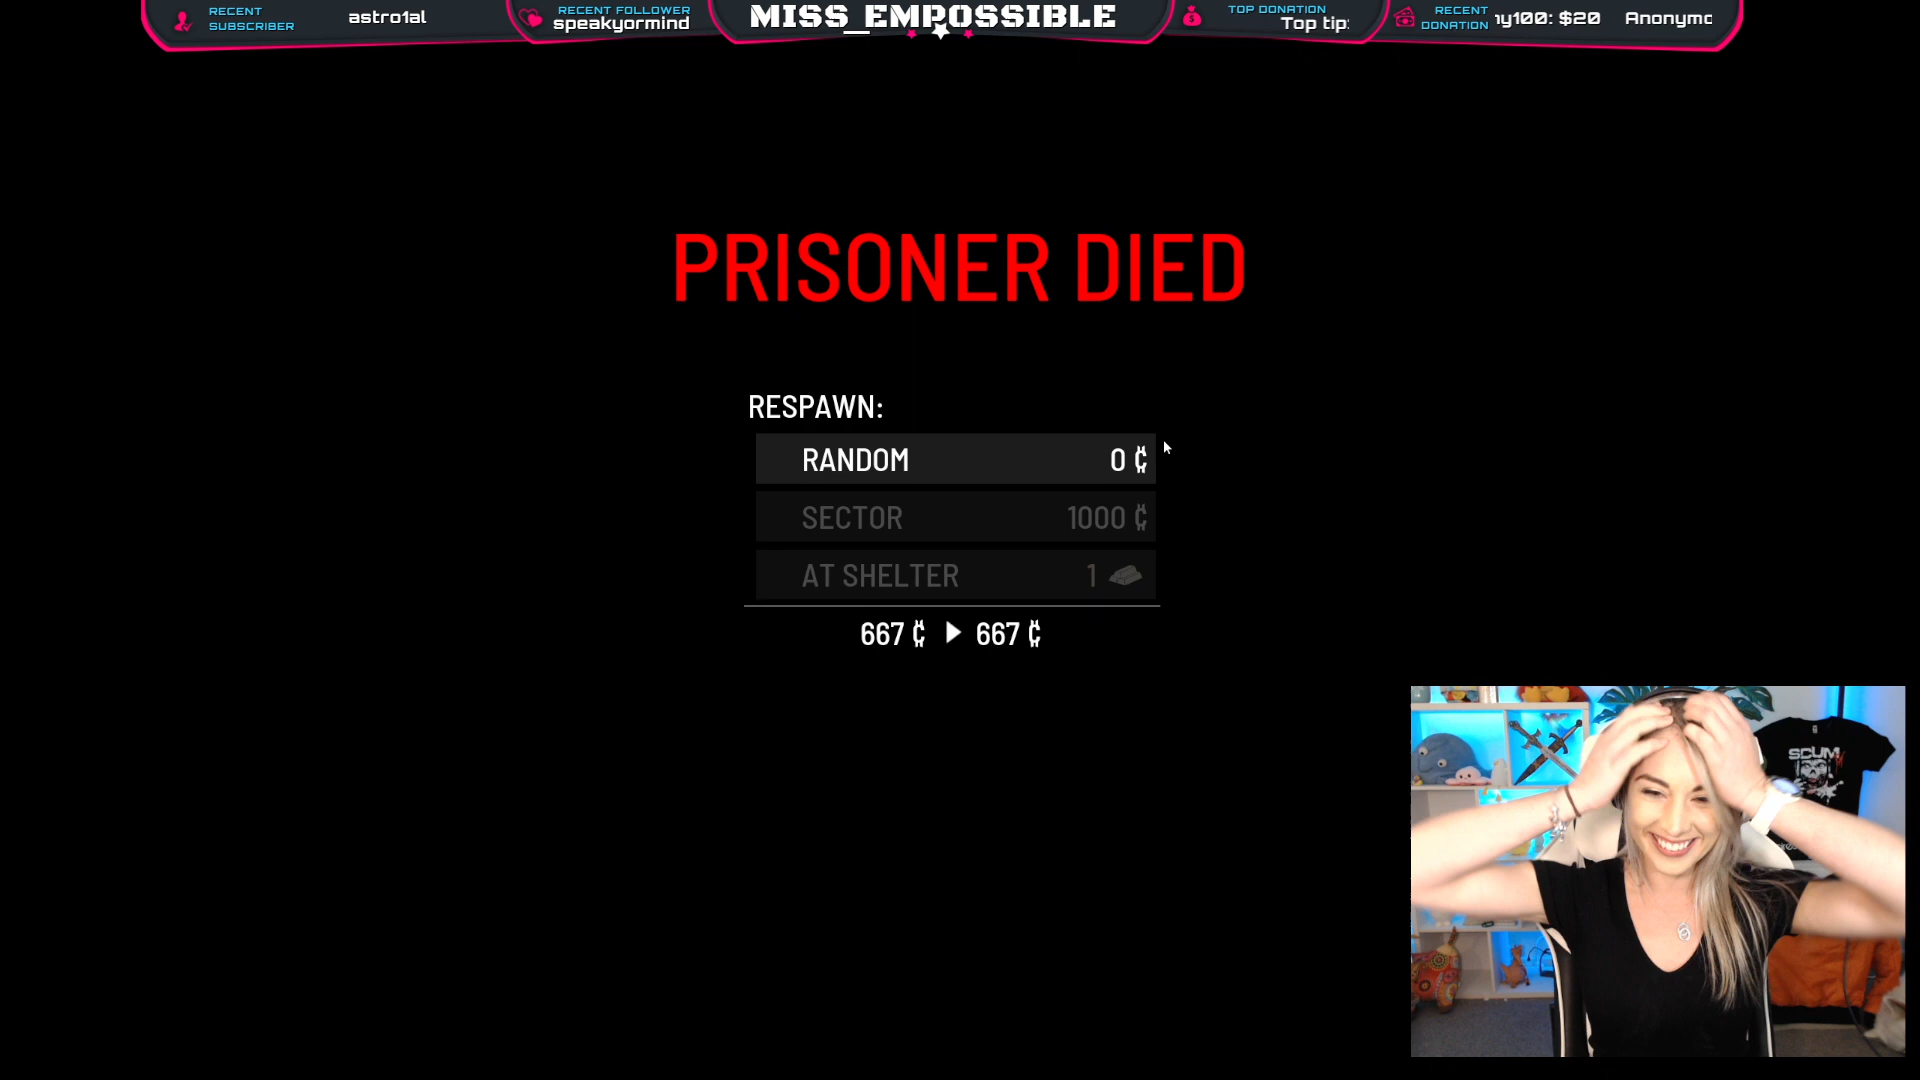 RECENT
SUBSCRIBER
astro1al
RECENT FOLLOWER
speakyormind
MISS_EMPOSSIBLE
TOP DONATION
Top tip:
RECENT
DONATION
y100: $20
PRISONER DIED
RESPAWN:
RANDOM 0 ₵
SECTOR 1000 ₵
AT SHELTER 1
667 ₵ ▶ 667 ₵
SCUM